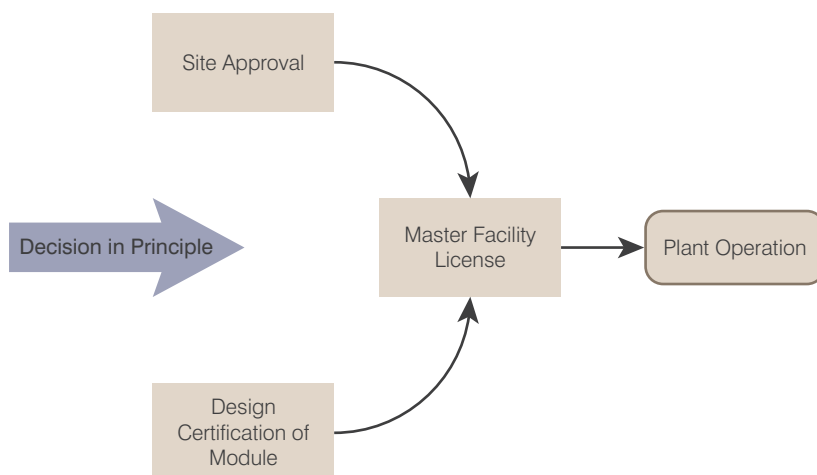 Site Approval
Decision in Principle
Master Facility
License
Plant Operation
Design
Certification of
Module